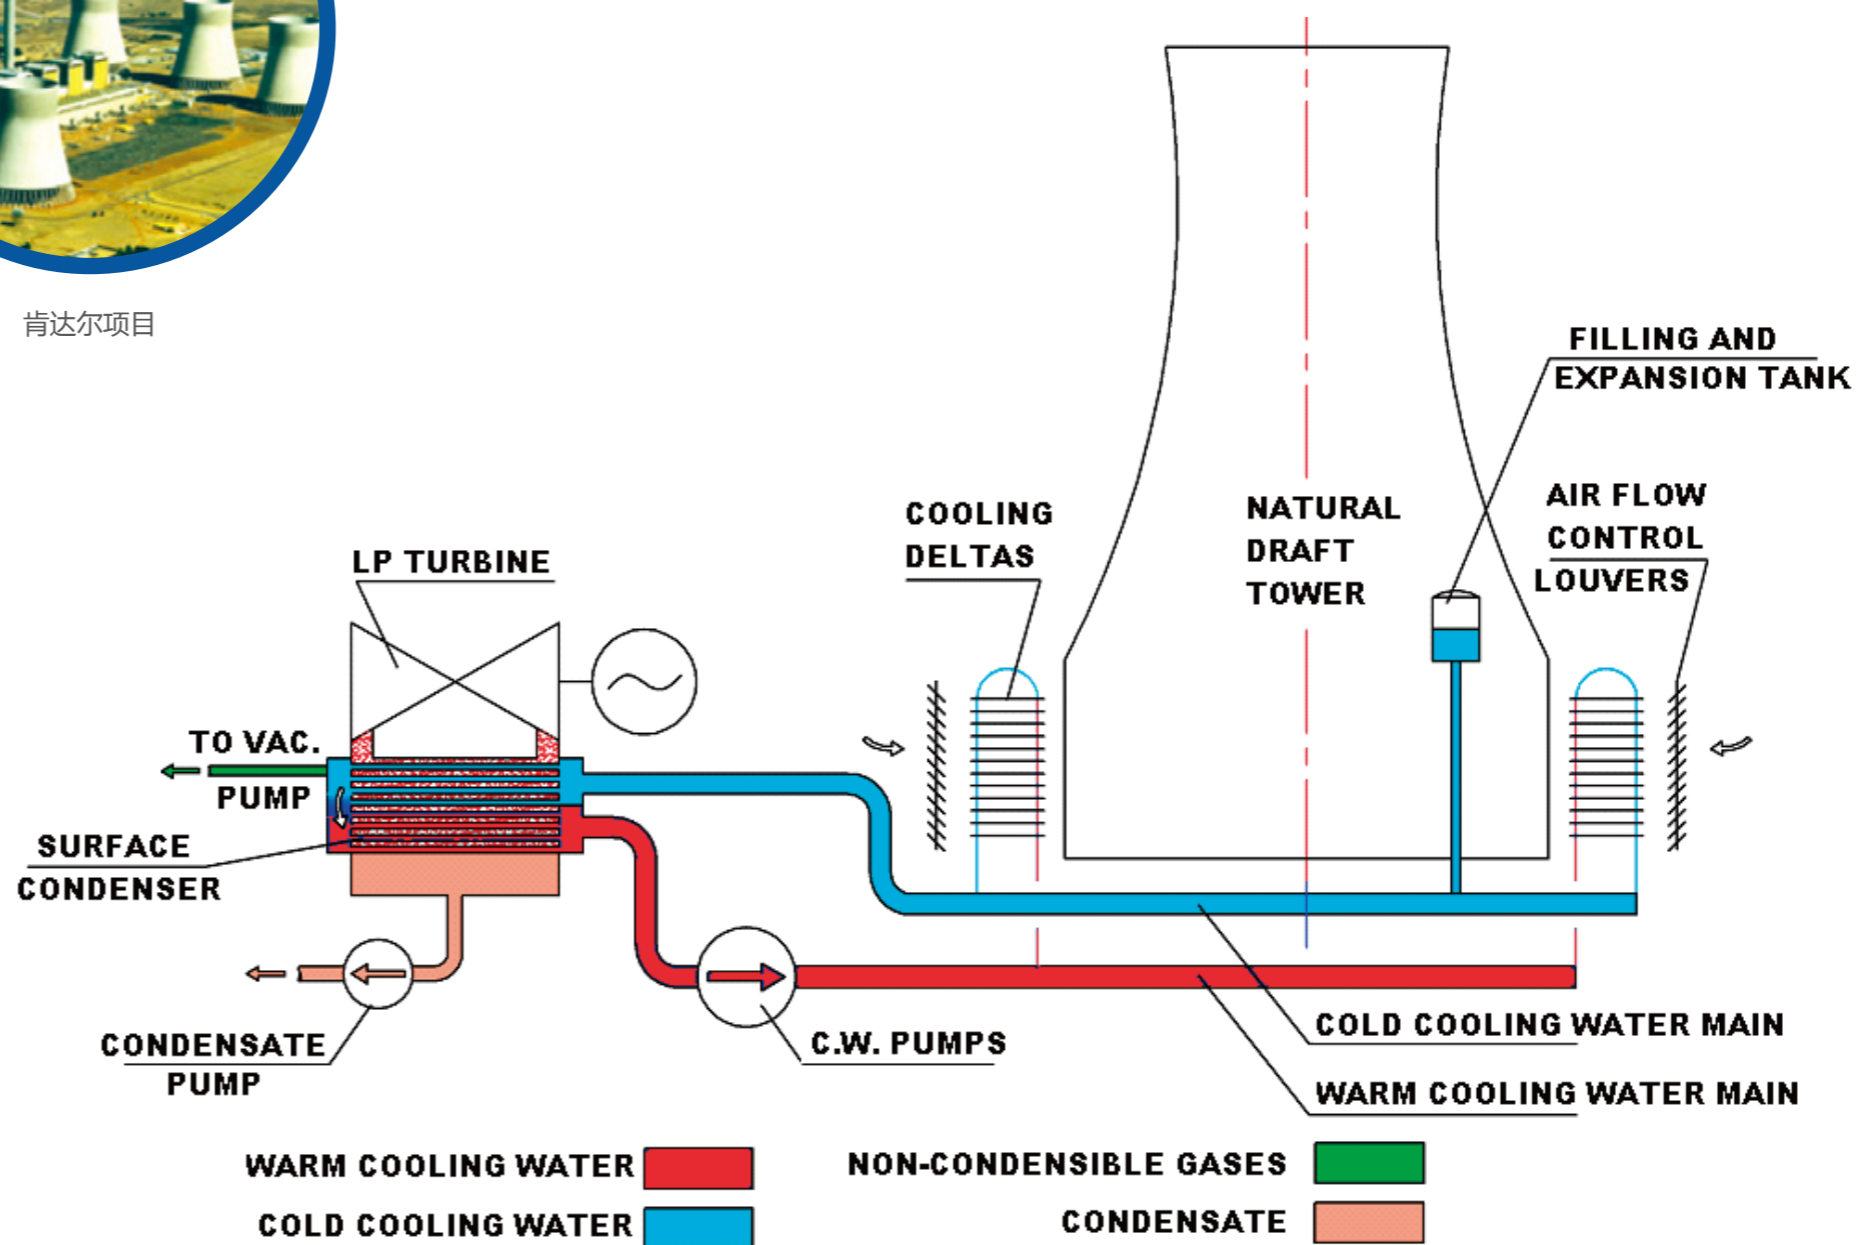 肯达尔项目
FILLING AND
EXPANSION TANK
AIR FLOW
CONTROL
LOUVERS
COOLING
DELTAS
NATURAL
DRAFT
TOWER
LP TURBINE
TO VAC.
PUMP
SURFACE
CONDENSER
CONDENSATE
PUMP
C.W. PUMPS
COLD COOLING WATER MAIN
WARM COOLING WATER MAIN
WARM COOLING WATER
NON-CONDENSIBLE GASES
COLD COOLING WATER
CONDENSATE